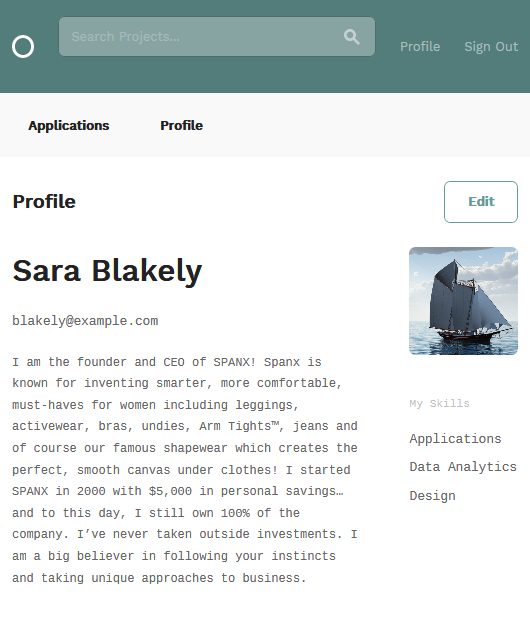 Search Projects...
Profile
Sign Out
Applications
Profile
Profile
Edit
Sara Blakely
blakely@example.com
I am the founder and CEO of SPANX! Spanx is
known for inventing smarter, more comfortable,
must-haves for women including leggings,
activewear, bras, undies, Arm Tights™, jeans and
of course our famous shapewear which creates the
perfect, smooth canvas under clothes! I started
SPANX in 2000 with $5,000 in personal savings…
and to this day, I still own 100% of the
company. I’ve never taken outside investments. I
am a big believer in following your instincts
and taking unique approaches to business.
My Skills
Applications
Data Analytics
Design